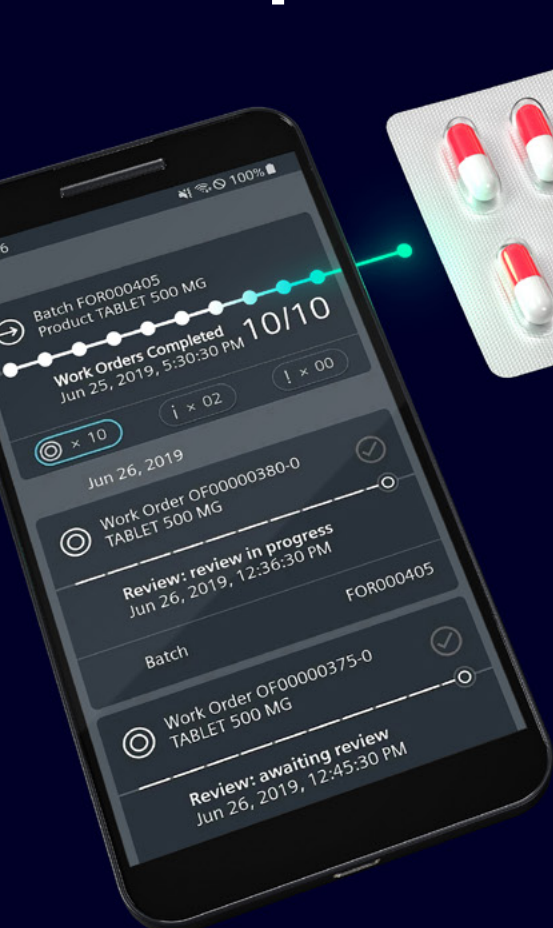 6
100%
Batch FOR000405
Product TABLET 500 MG
Work Orders Completed
10/10
Jun 25, 2019, 5:30:30 PM
× 10
i × 02
! × 00
Jun 26, 2019
Work Order OF00000380-0
TABLET 500 MG
Review: review in progress
Jun 26, 2019, 12:36:30 PM
Batch
FOR000405
Work Order OF00000375-0
TABLET 500 MG
Review: awaiting review
Jun 26, 2019, 12:45:30 PM